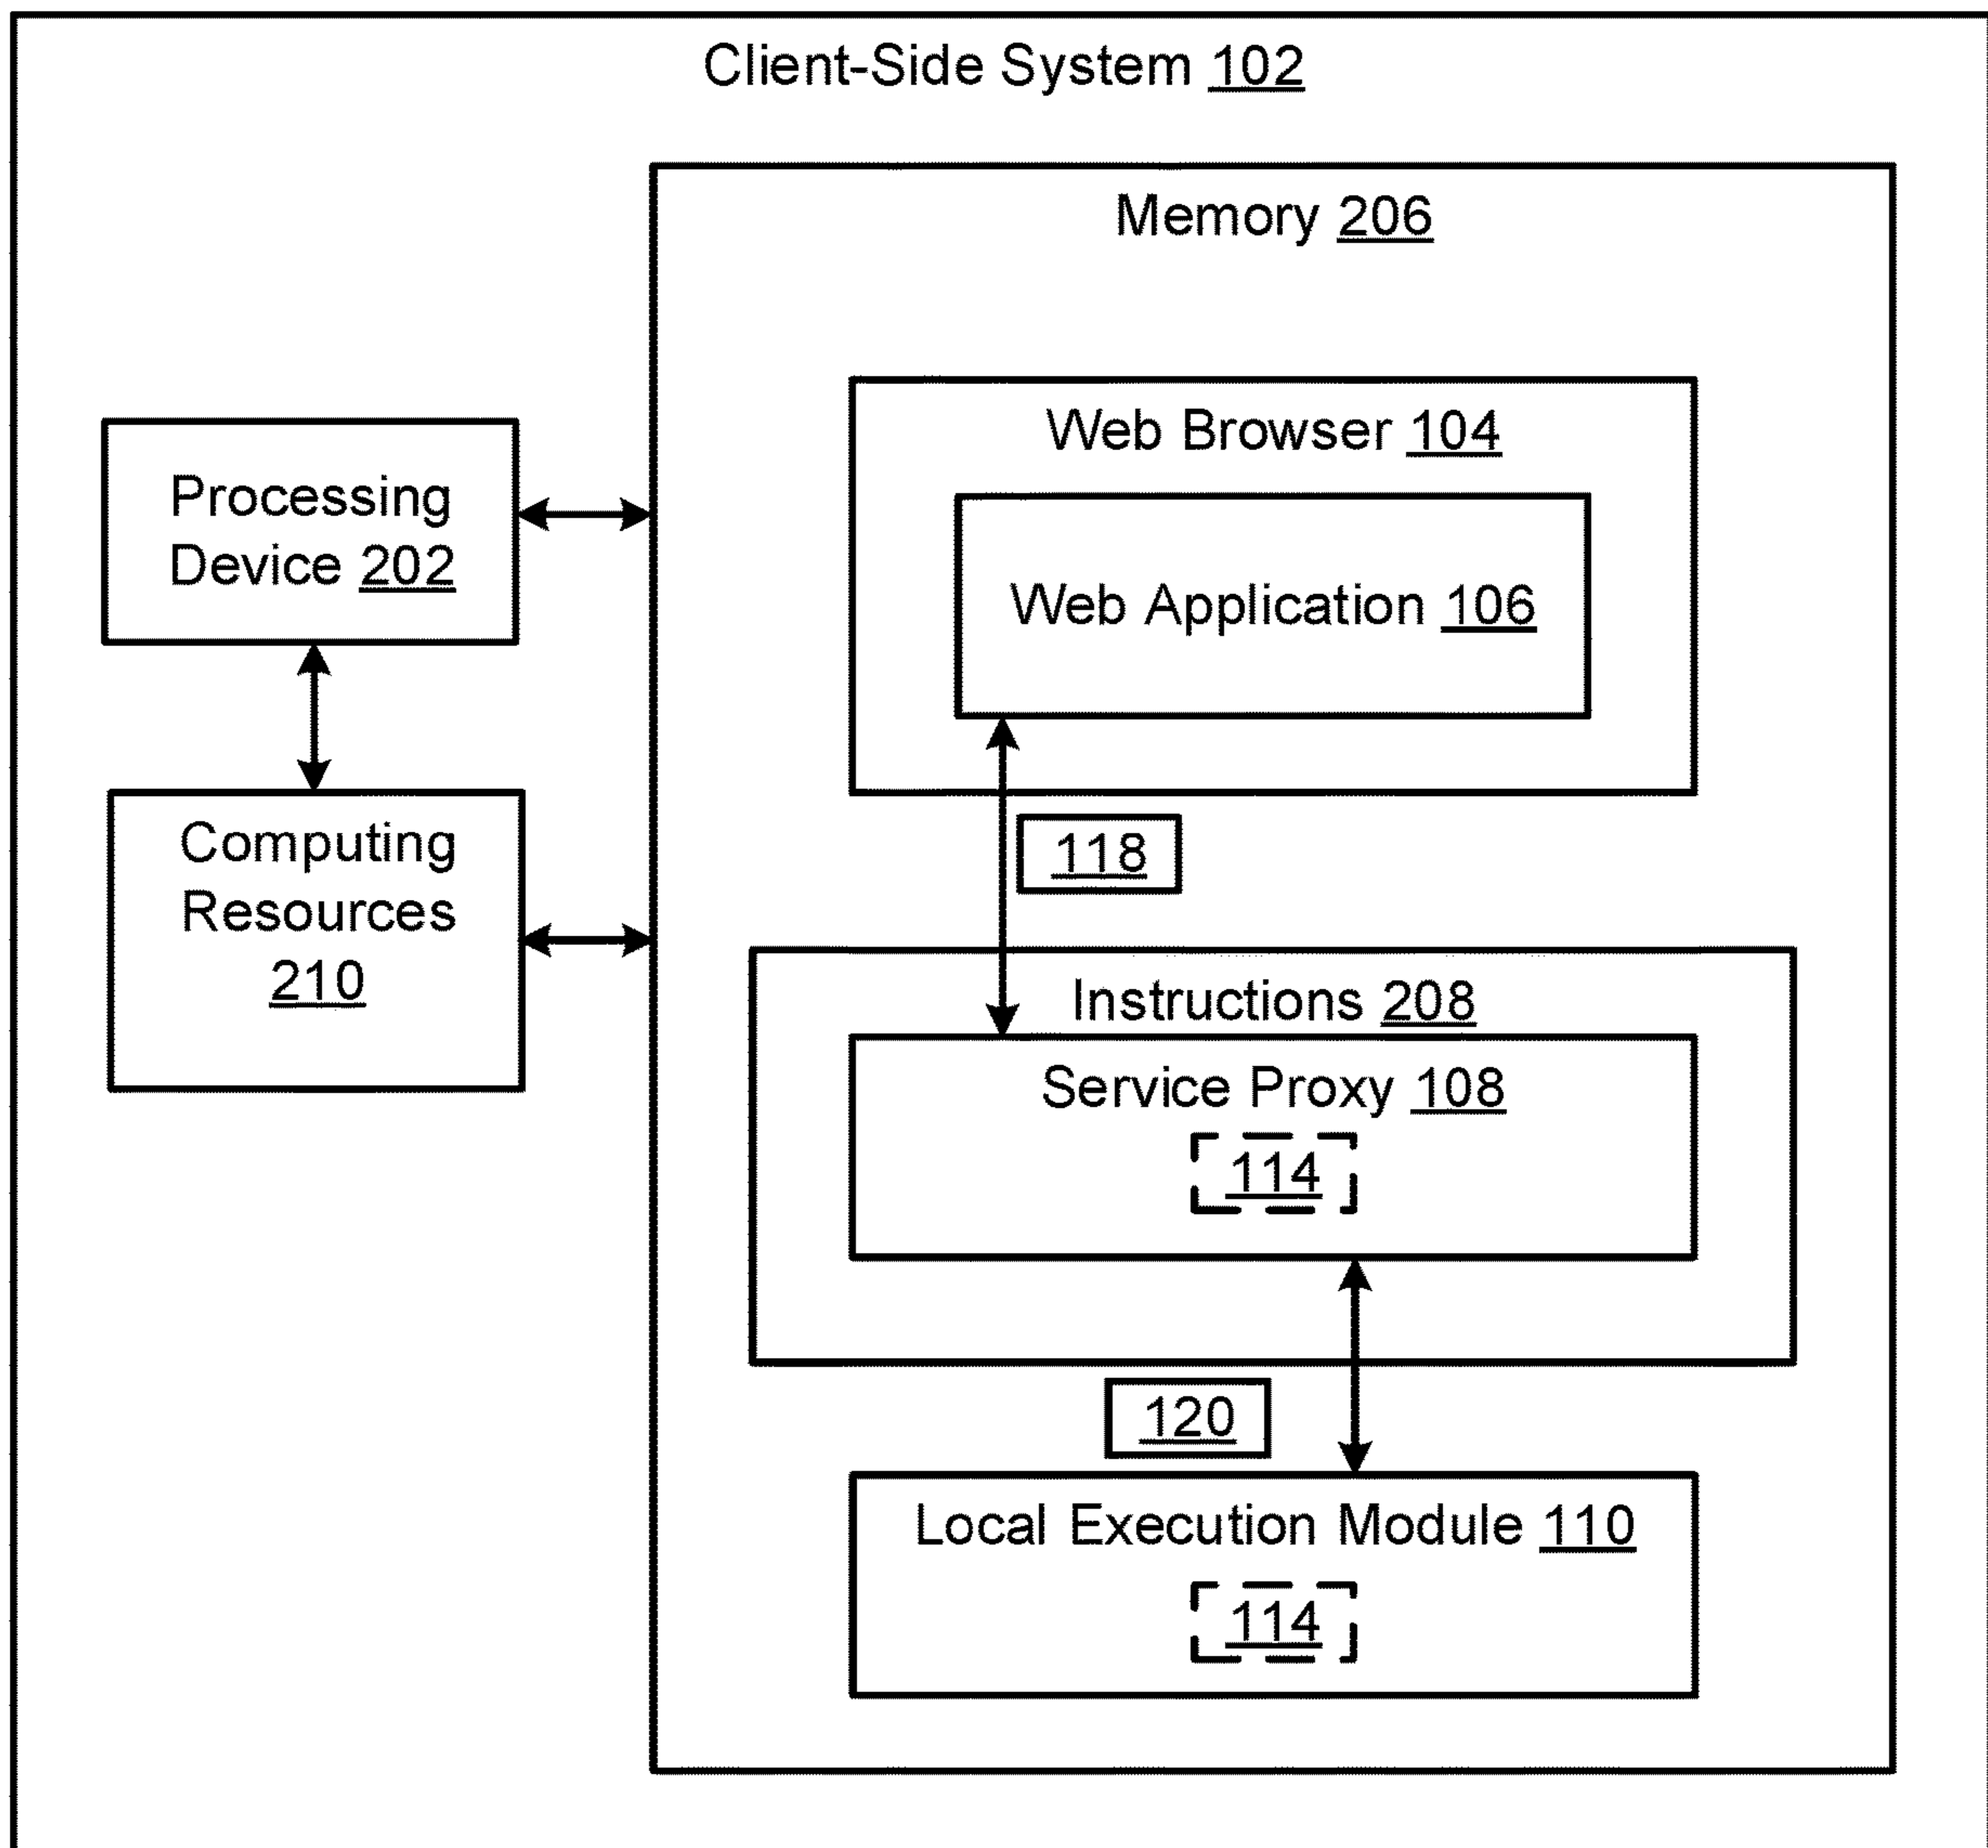 Client-Side System 102
Memory 206
Web Browser 104
Web Application 106
Processing
Device 202
Computing
Resources
210
118
Instructions 208
Service Proxy 108
114
120
Local Execution Module 110
114